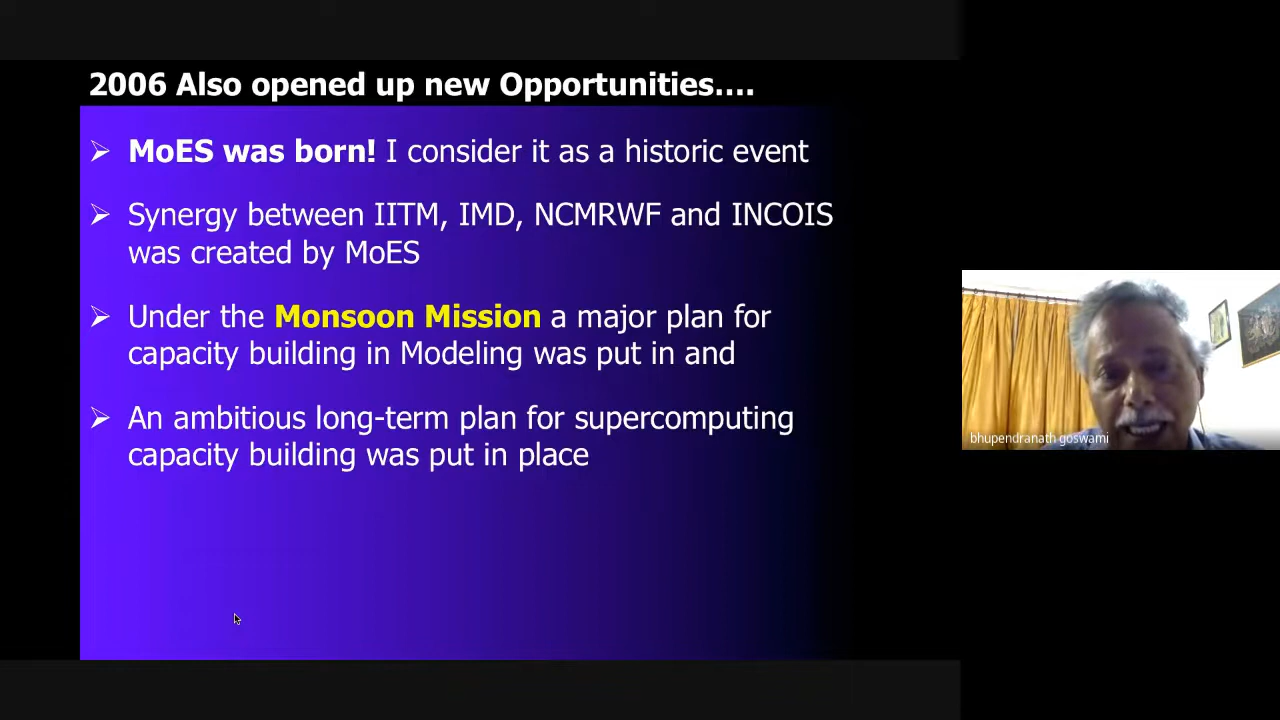 2006 Also opened up new Opportunities....
➢ MoES was born! I consider it as a historic event
➢ Synergy between IITM, IMD, NCMRWF and INCOIS
was created by MoES
➢ Under the Monsoon Mission a major plan for
capacity building in Modeling was put in and
➢ An ambitious long-term plan for supercomputing
capacity building was put in place
bhupendranath goswami